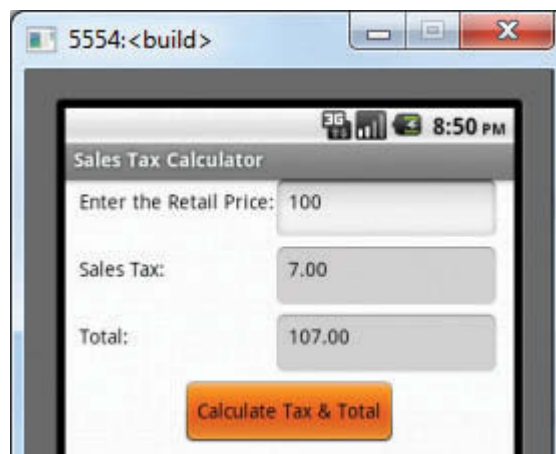 5554:<build>
3G 8:50 PM
Sales Tax Calculator
Enter the Retail Price: 100
Sales Tax: 7.00
Total: 107.00
Calculate Tax & Total